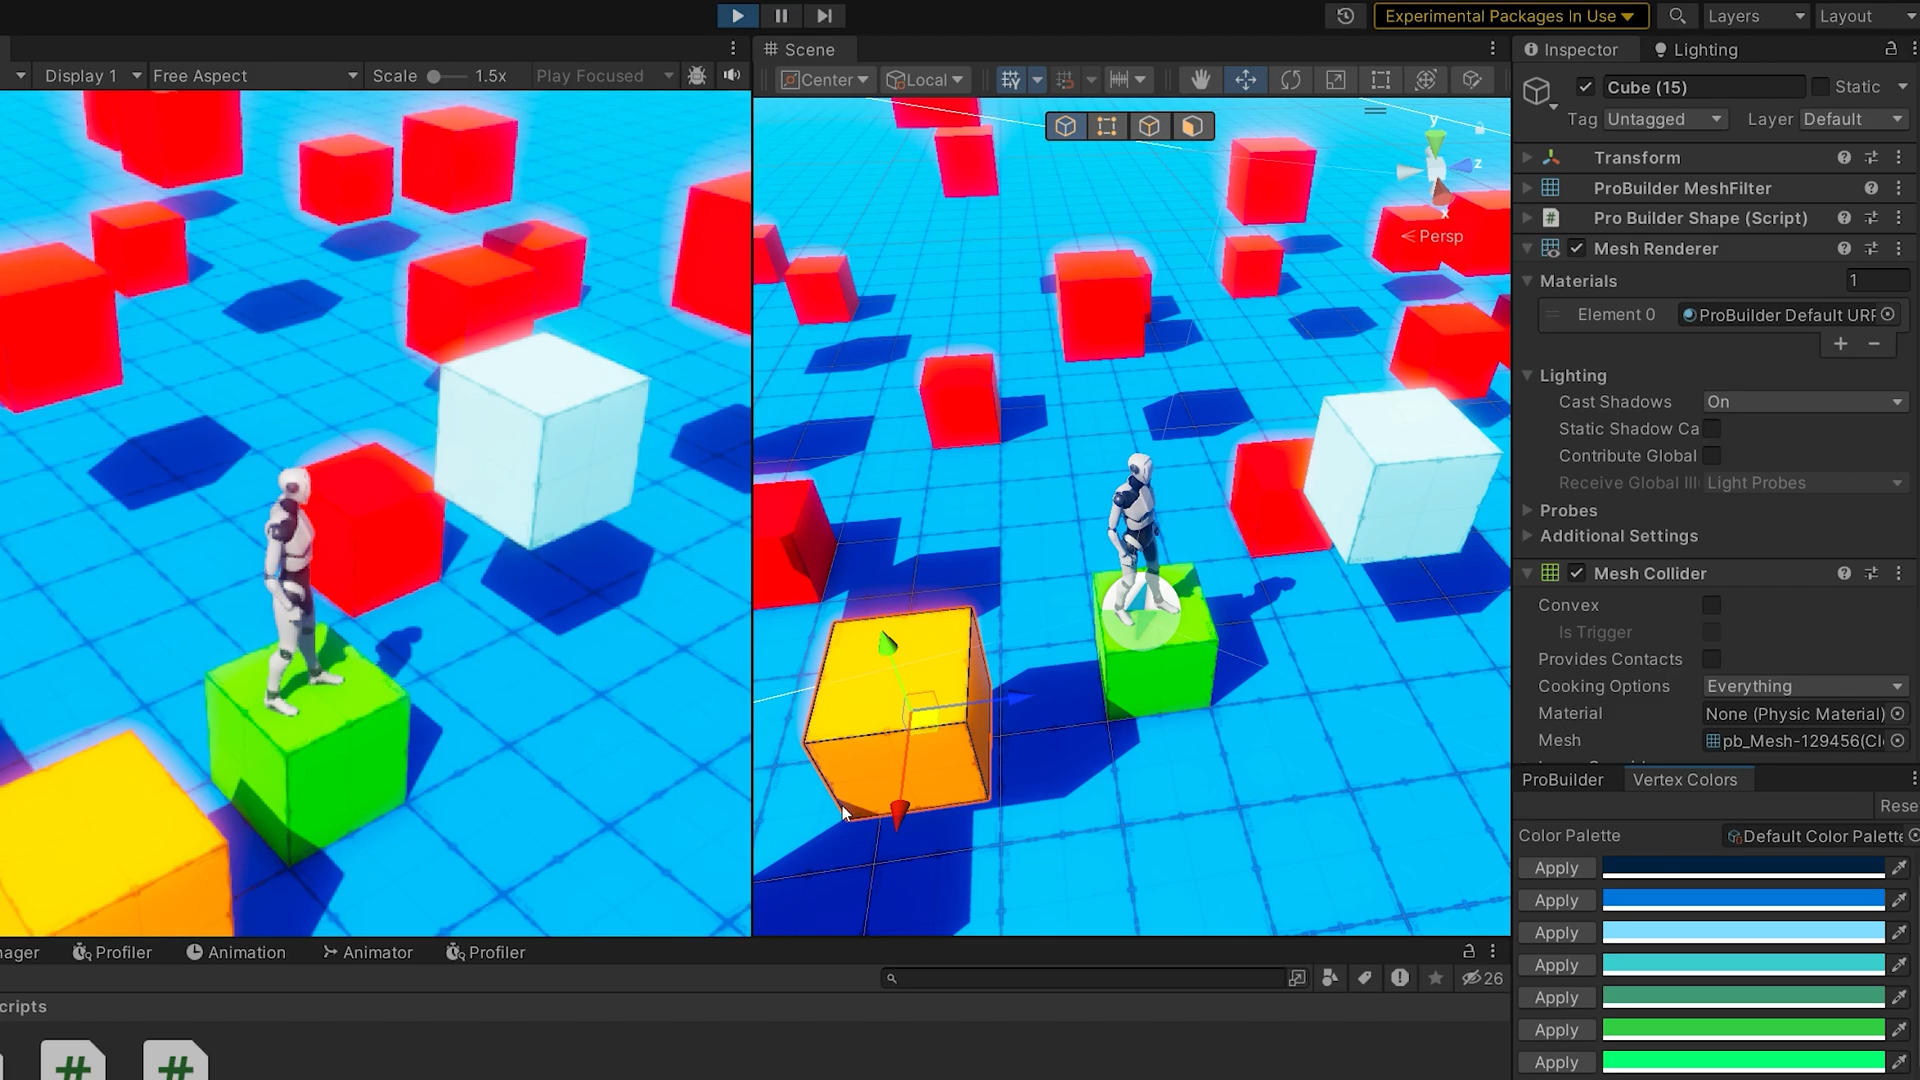 Experimental Packages In Use
Layers
Layout
Scene
Inspector
Lighting
Display 1
Free Aspect
Scale
1.5x
Play Focused
Center
Local
Cube (15)
Static
Tag
Untagged
Layer
Default
y
z
x
Persp
Transform
ProBuilder MeshFilter
Pro Builder Shape (Script)
Mesh Renderer
Materials
1
Element 0
ProBuilder Default URP
Lighting
Cast Shadows
On
Static Shadow Ca
Contribute Global
Receive Global Ill
Light Probes
Probes
Additional Settings
Mesh Collider
Convex
Is Trigger
Provides Contacts
Cooking Options
Everything
Material
None (Physic Material)
Mesh
pb_Mesh-129456(Cl
ProBuilder
Vertex Colors
Rese
Color Palette
Default Color Palette
Apply
Apply
Apply
Apply
Apply
Apply
Apply
nager
Profiler
Animation
Animator
Profiler
26
cripts
#
#